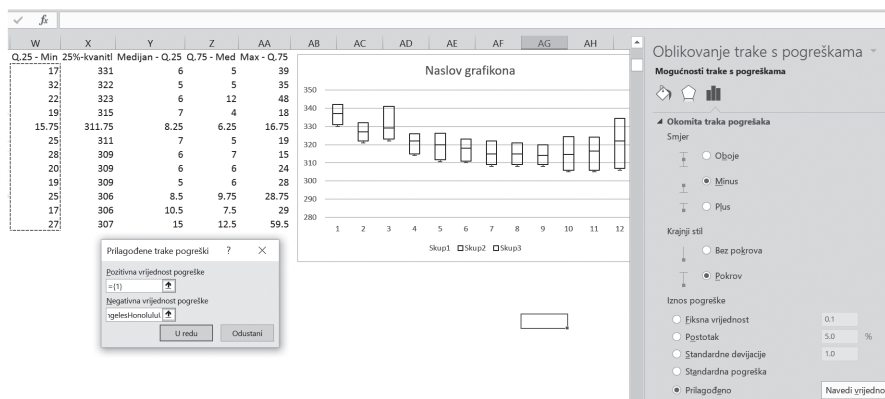 fx
W X Y Z AA AB AC AD AE AF AG AH
Q.25 - Min 25%-kvanitl Medijan - Q.25 Q.75 - Med Max - Q.75
17 331 6 5 39
32 322 5 5 35
22 323 6 12 48
19 315 7 4 18
15.75 311.75 8.25 6.25 16.75
25 311 7 5 19
28 309 6 7 15
20 309 6 6 24
19 309 5 6 28
25 306 8.5 9.75 28.75
17 306 10.5 7.5 29
27 307 15 12.5 59.5
Naslov grafikona
350
340
330
320
310
300
290
280
1 2 3 4 5 6 7 8 9 10 11 12
Skup1 Skup2 Skup3
Prilagođene trake pogreški ? ×
Pozitivna vrijednost pogreške
={1}
Negativna vrijednost pogreške
ngelesHonolulu!
U redu Odustani
Oblikovanje trake s pogreškama
Mogućnosti trake s pogreškama
Okomita traka pogrešaka
Smjer
Oboje
Minus
Plus
Krajnji stil
Bez pokrova
Pokrov
Iznos pogreške
Fiksna vrijednost 0.1
Postotak 5.0 %
Standardne devijacije 1.0
Standardna pogreška
Prilagođeno Navedi vrijedno